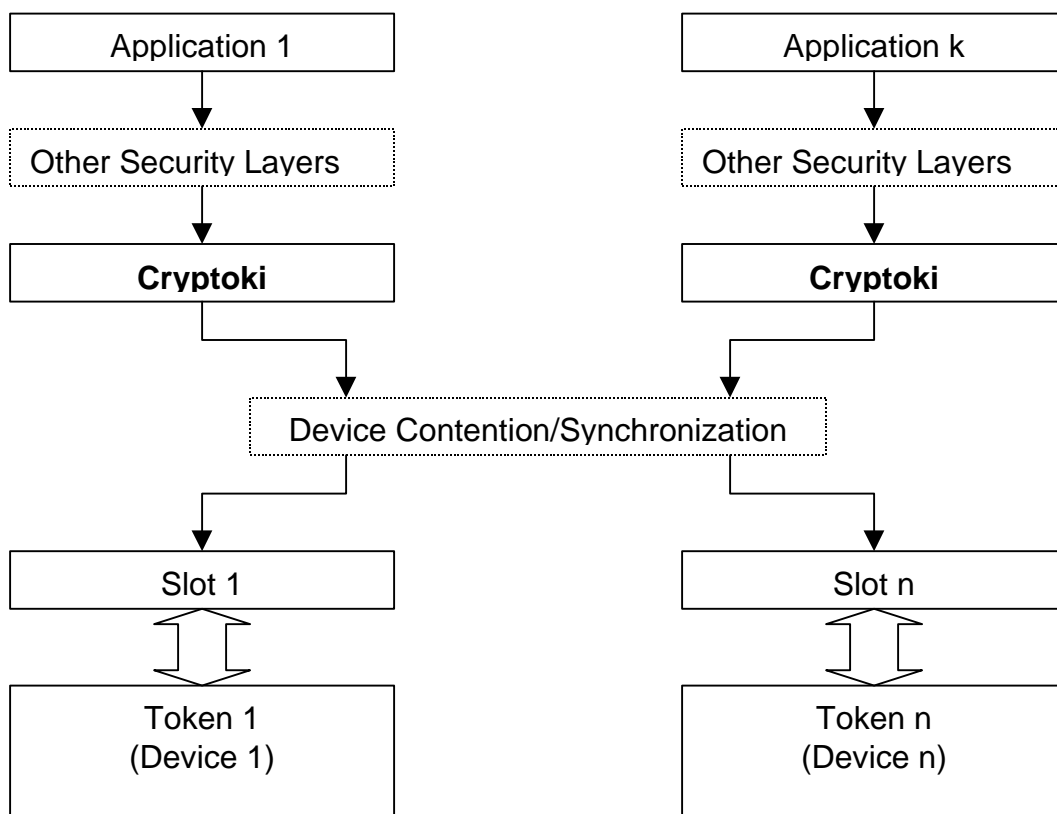 Application 1
Application k
Other Security Layers
Other Security Layers
Cryptoki
Cryptoki
Device Contention/Synchronization
Slot 1
Slot n
Token 1
(Device 1)
Token n
(Device n)